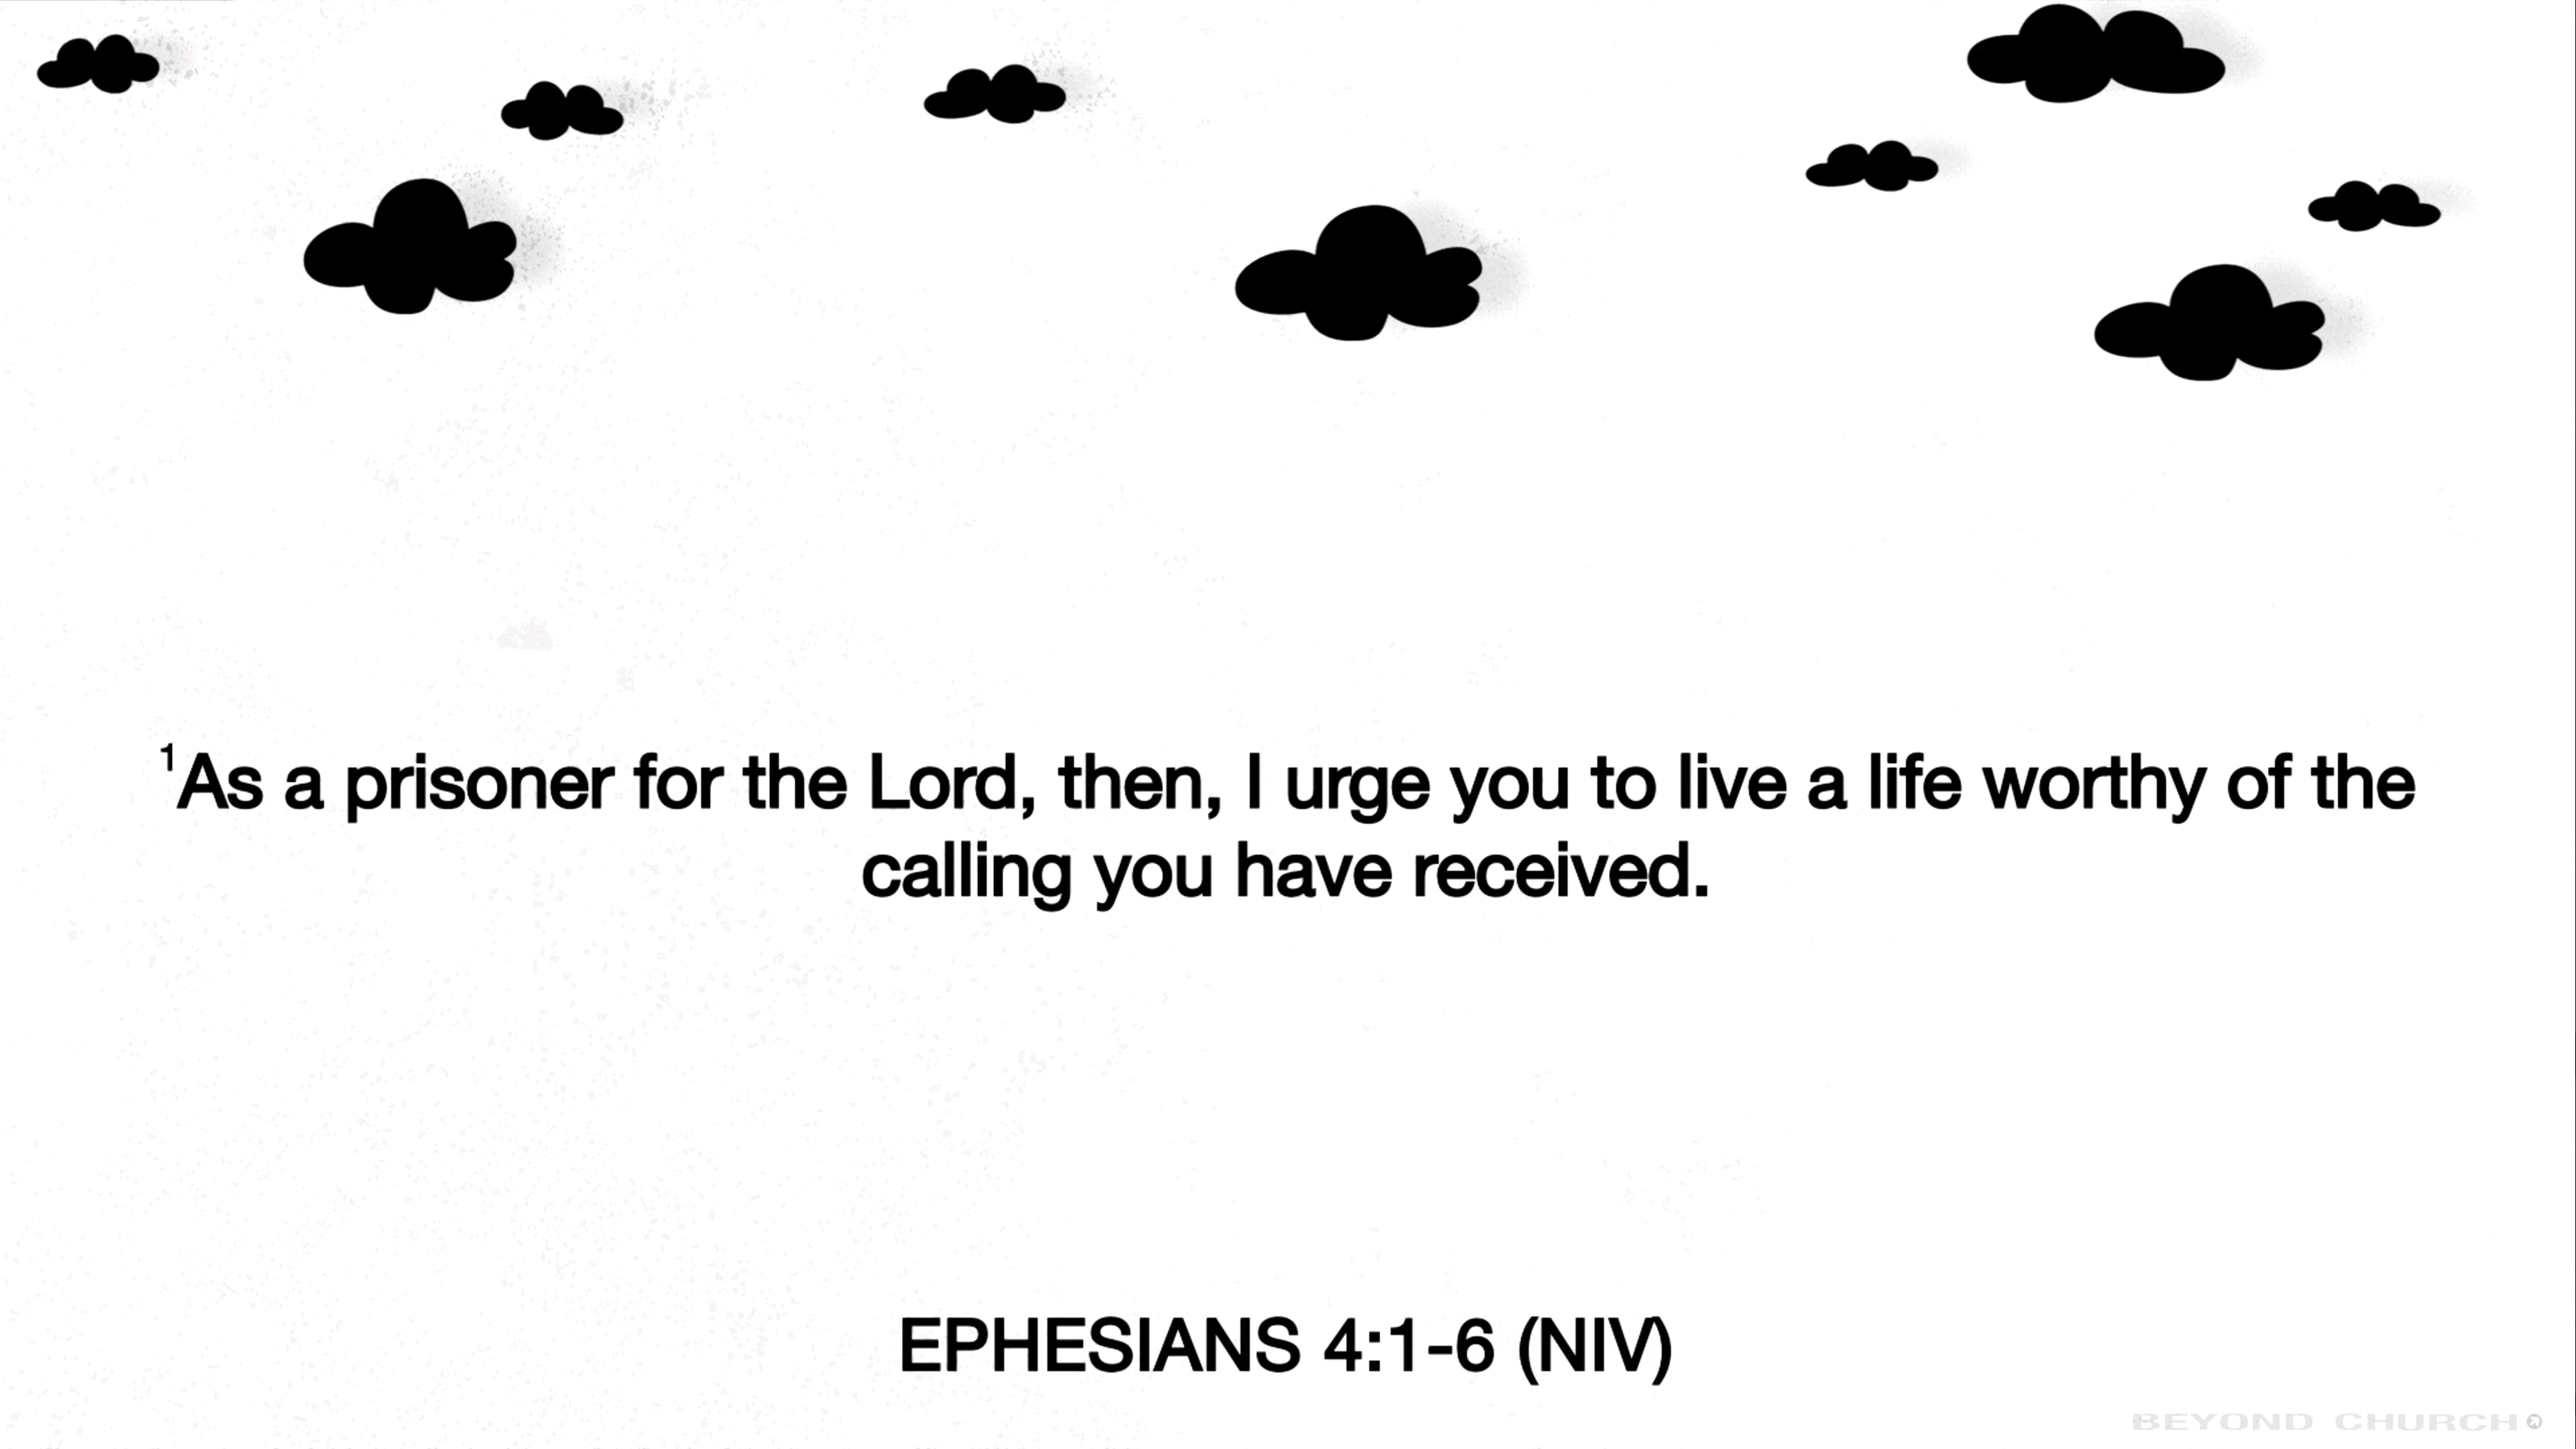 ¹As a prisoner for the Lord, then, I urge you to live a life worthy of the
calling you have received.
EPHESIANS 4:1-6 (NIV)
BEYOND CHURCH